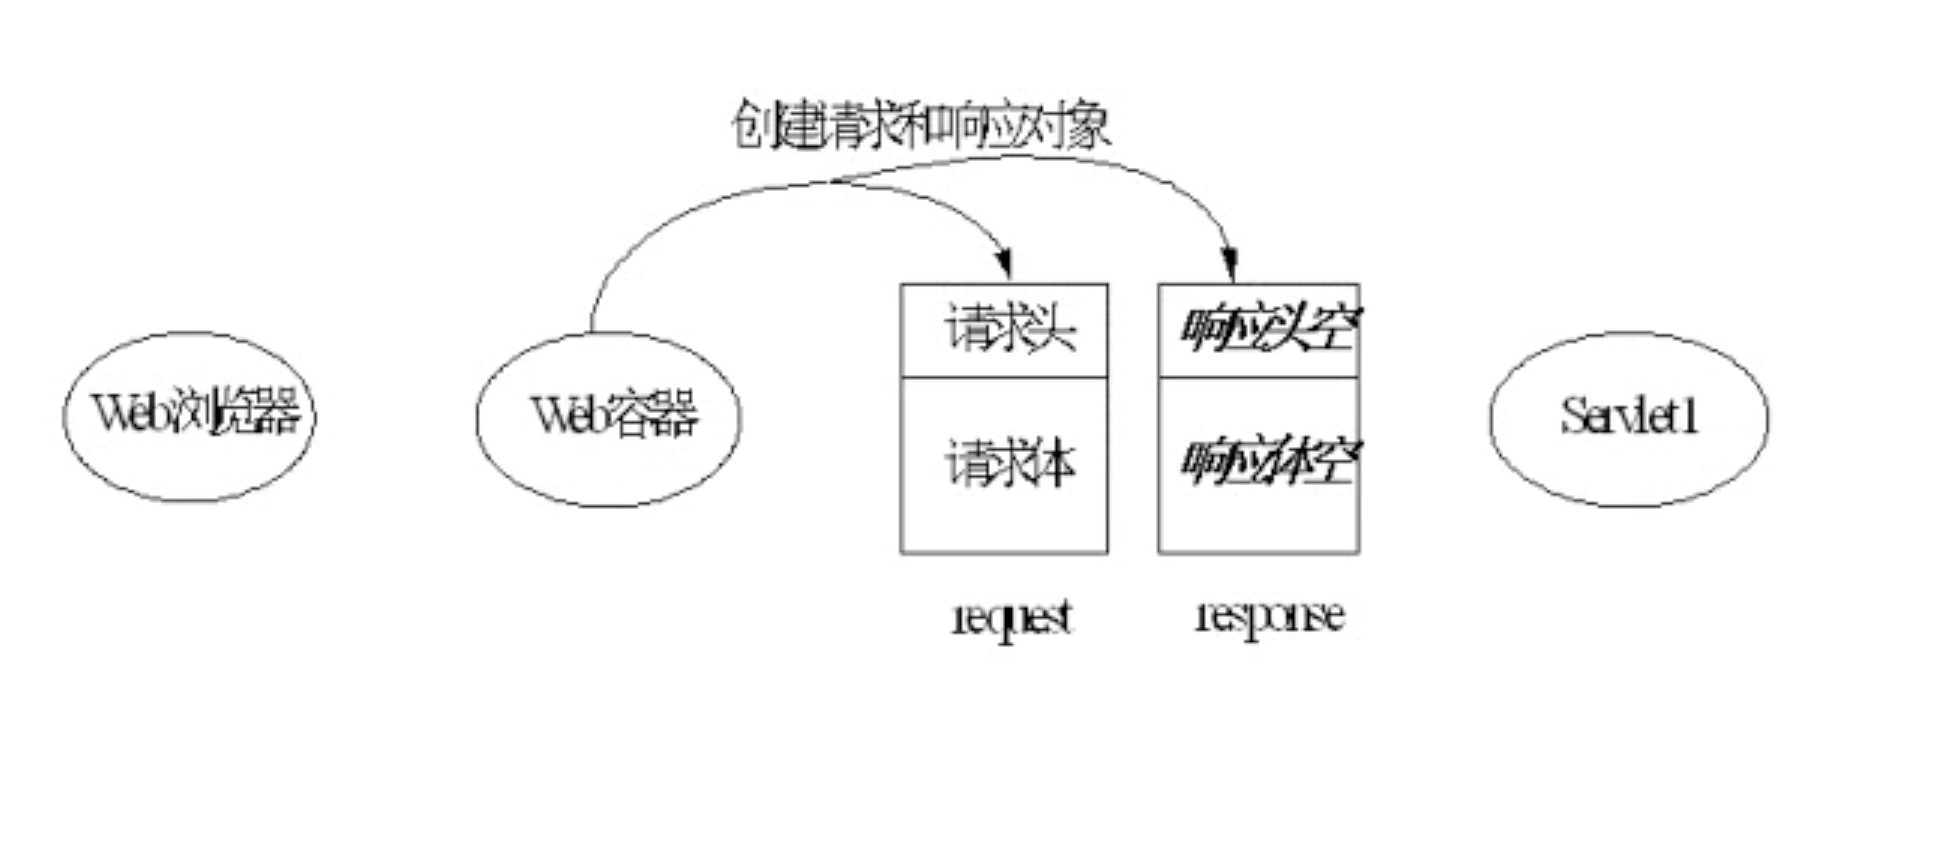 创建请求和响应对象
请求头
响应头空
Web浏览器
Web容器
Servlet1
请求体
响应体空
request
response